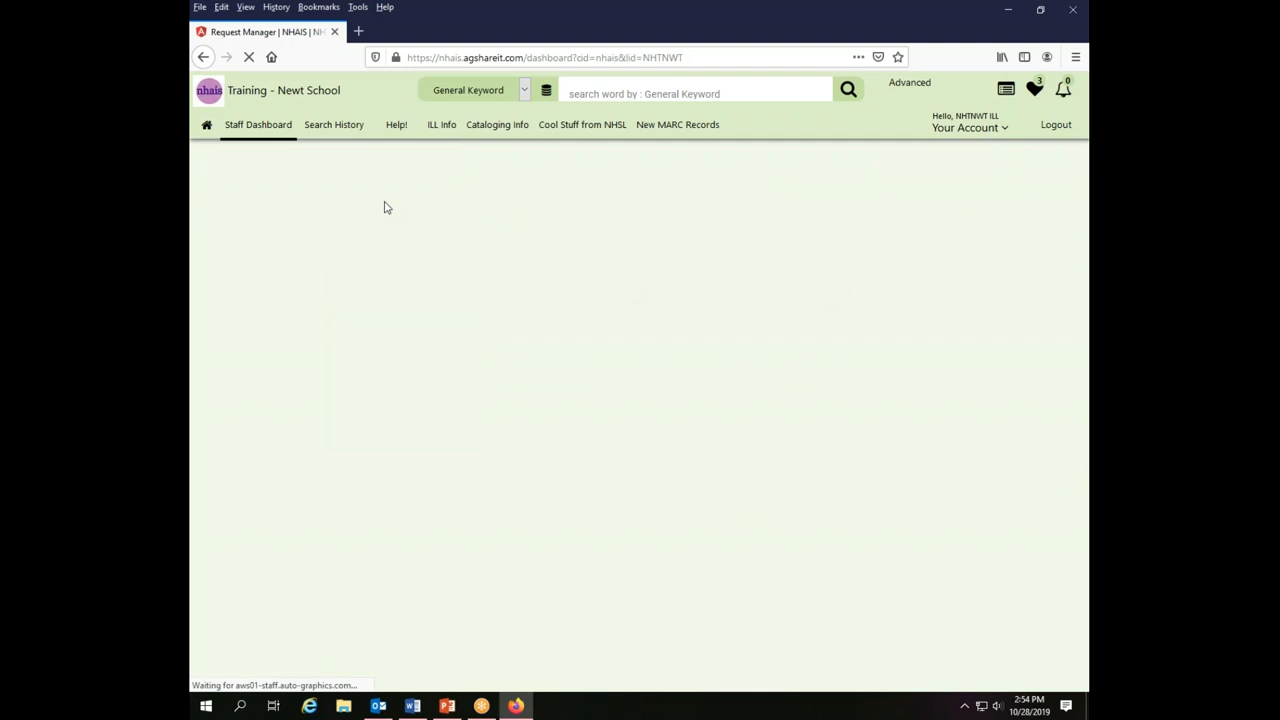 File Edit View History Bookmarks Tools Help
Request Manager | NHAIS | NH
https://nhais.agshareit.com/dashboard?cid=nhais&lid=NHTNWT
nhais Training - Newt School General Keyword search word by : General Keyword Advanced 3 0
Staff Dashboard Search History Help! ILL Info Cataloging Info Cool Stuff from NHSL New MARC Records Hello, NHTNWT ILL
Your Account Logout
Waiting for aws01-staff.auto-graphics.com...
2:54 PM
10/28/2019